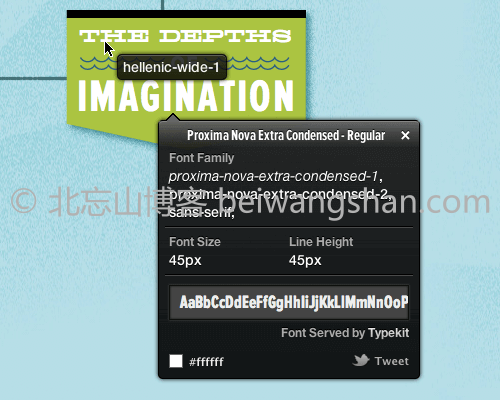 THE DEPTHS
hellenic-wide-1
IMAGINATION
Proxima Nova Extra Condensed - Regular ×
Font Family
proxima-nova-extra-condensed-1,
proxima-nova-extra-condensed-2,
sans-serif;
© 北忘山博客 beiwangshan.com
Font Size Line Height
45px 45px
AaBbCcDdEeFfGgHhIiJjKkLlMmNnOoP
Font Served by Typekit
#ffffff Tweet